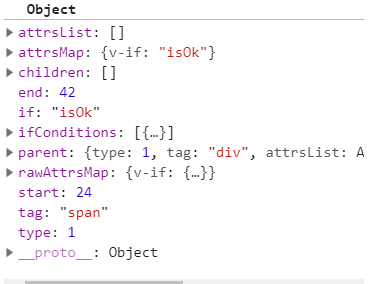 Object
attrsList: []
attrsMap: {v-if: "isOk"}
children: []
end: 42
if: "isOk"
ifConditions: [{…}]
parent: {type: 1, tag: "div", attrsList: A
rawAttrsMap: {v-if: {…}}
start: 24
tag: "span"
type: 1
__proto__: Object